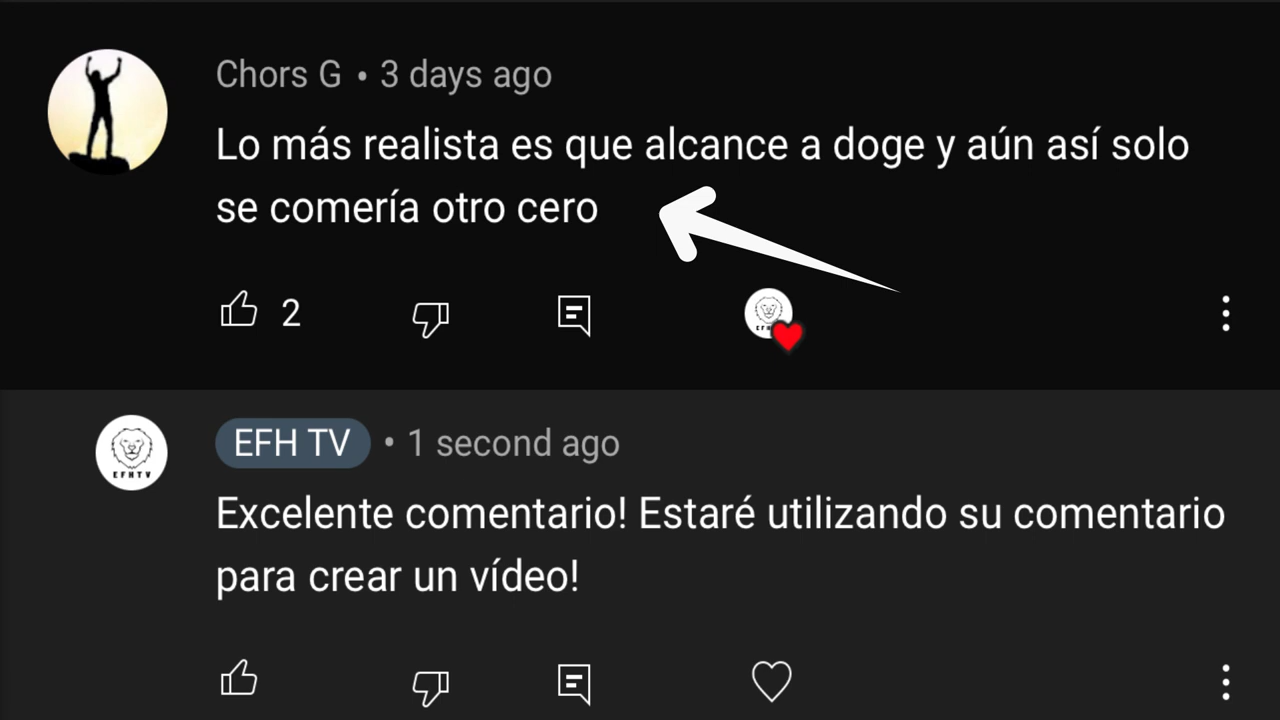 Chors G • 3 days ago
Lo más realista es que alcance a doge y aún así solo
se comería otro cero
2
EFH TV • 1 second ago
EFHTV
Excelente comentario! Estaré utilizando su comentario
para crear un vídeo!